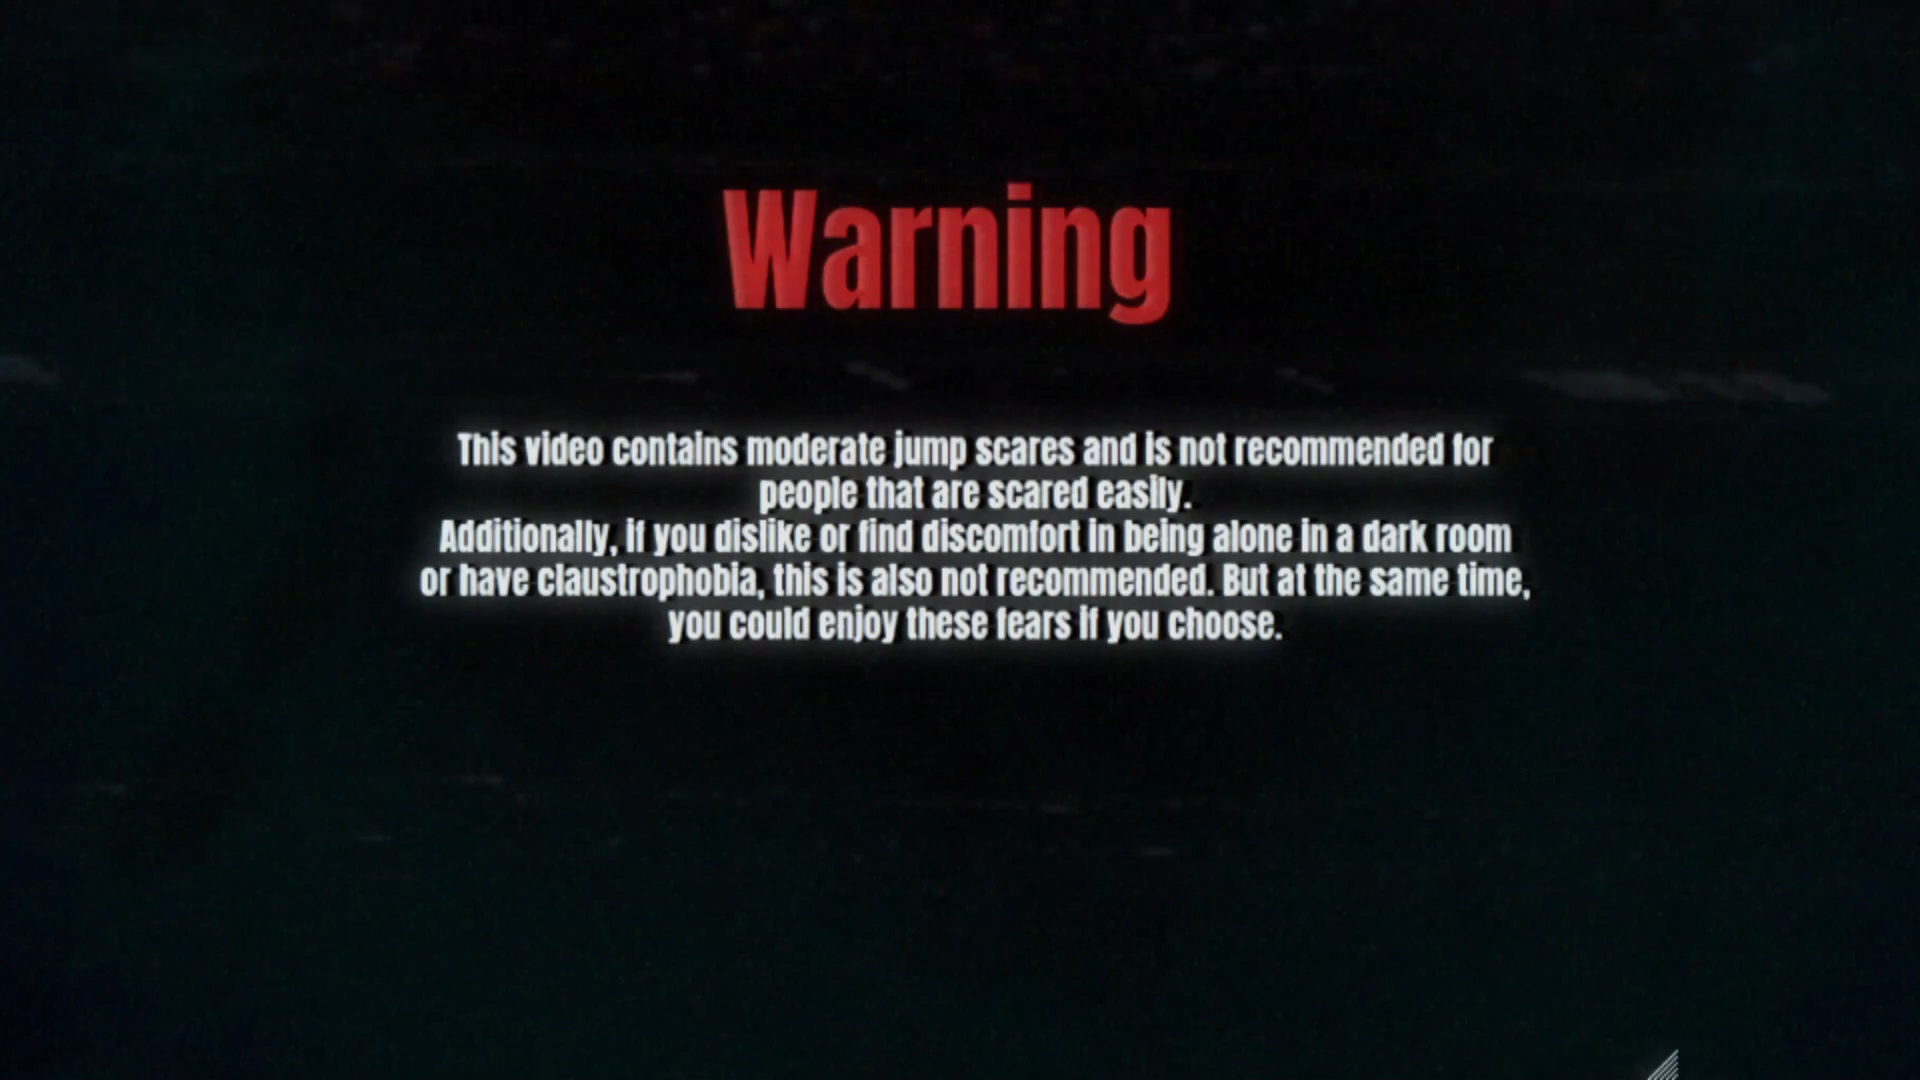 Warning
This video contains moderate jump scares and is not recommended for
people that are scared easily.
Additionally, if you dislike or find discomfort in being alone in a dark room
or have claustrophobia, this is also not recommended. But at the same time,
you could enjoy these fears if you choose.